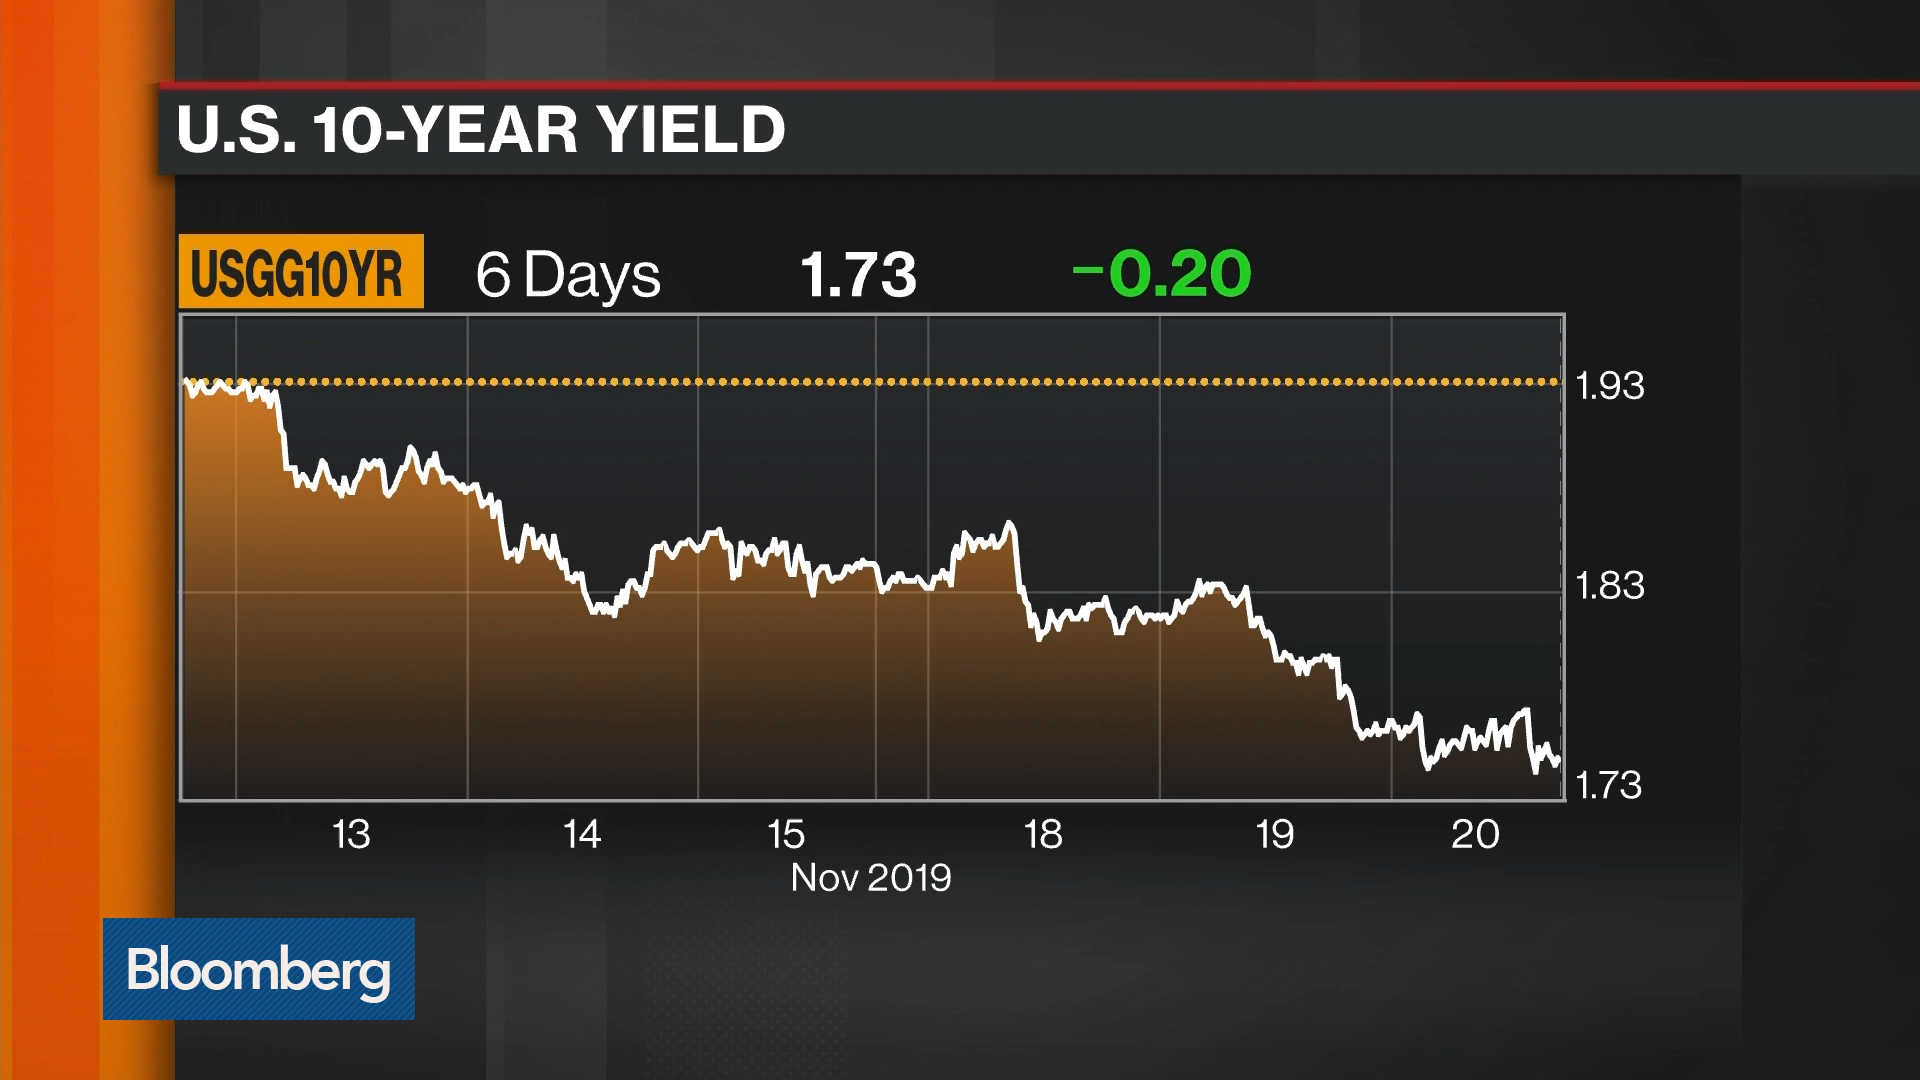 U.S. 10-YEAR YIELD
USGG10YR 6 Days 1.73 -0.20
1.93
1.83
1.73
13 14 15 18 19 20
Nov 2019
Bloomberg